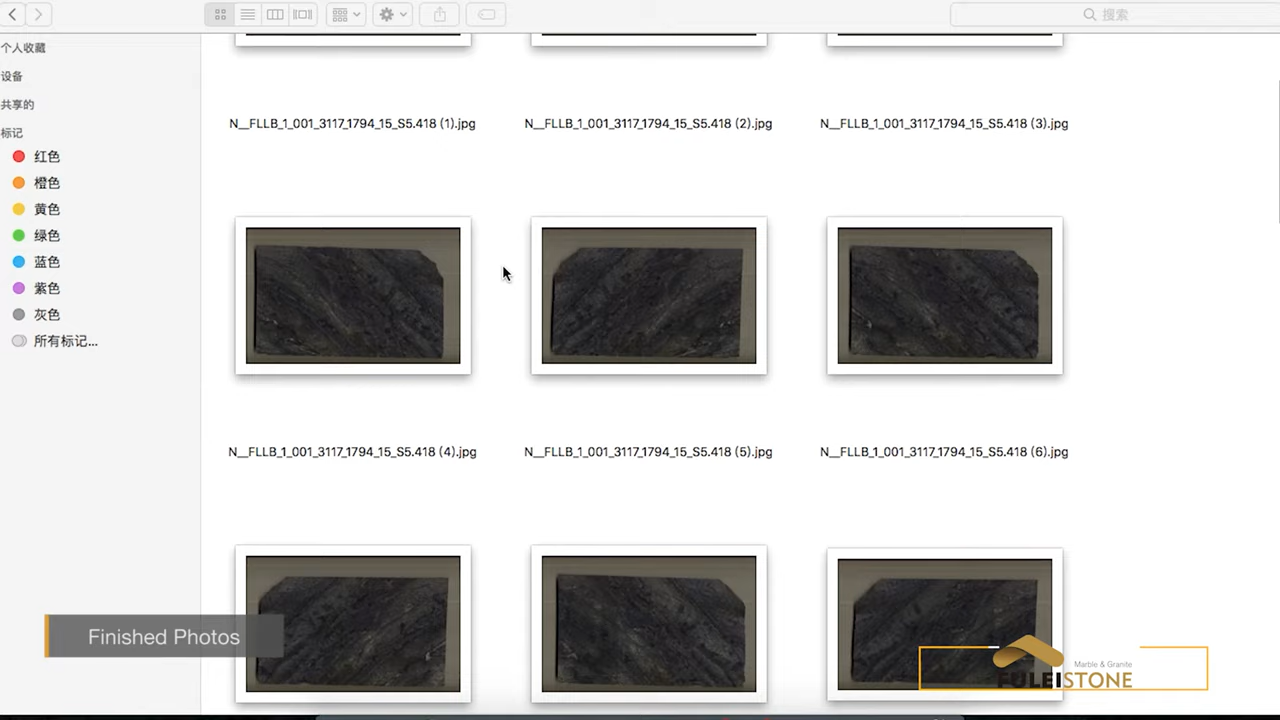 搜索
个人收藏
设备
共享的
标记
红色
橙色
黄色
绿色
蓝色
紫色
灰色
所有标记...
N__FLLB_1_001_3117_1794_15_S5.418 (1).jpg
N__FLLB_1_001_3117_1794_15_S5.418 (2).jpg
N__FLLB_1_001_3117_1794_15_S5.418 (3).jpg
N__FLLB_1_001_3117_1794_15_S5.418 (4).jpg
N__FLLB_1_001_3117_1794_15_S5.418 (5).jpg
N__FLLB_1_001_3117_1794_15_S5.418 (6).jpg
Finished Photos
Marble & Granite
FULEISTONE